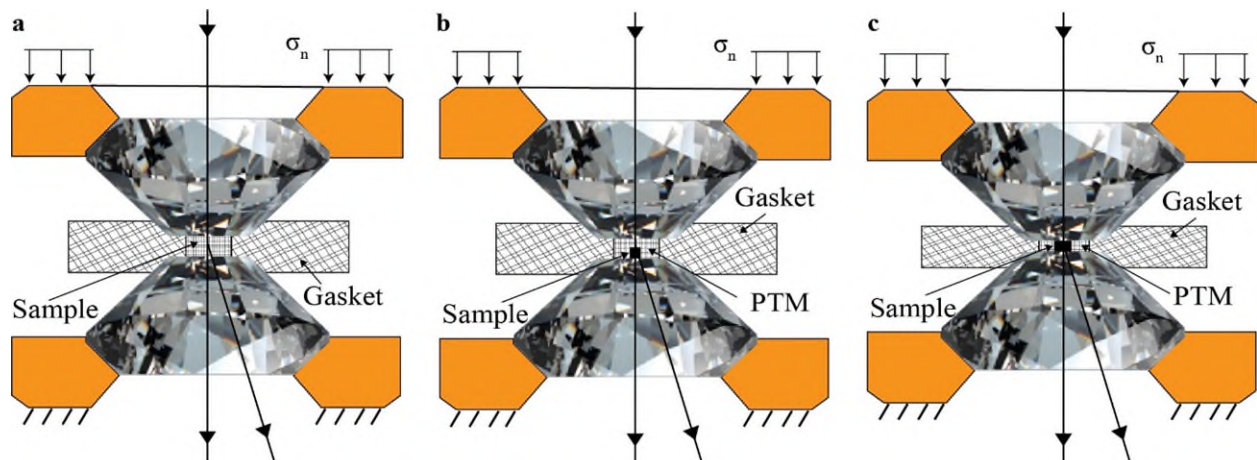 a
σn
Sample
Gasket
b
σn
Gasket
Sample
PTM
c
σn
Gasket
Sample
PTM